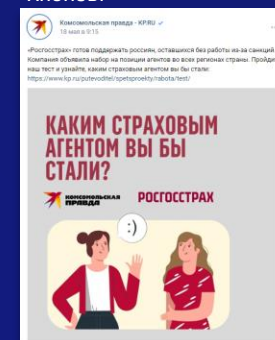 Комсомольская правда - KP.RU
18 мая в 9:15
«Росгосстрах» готов поддержать россиян, оставшихся без работы из-за санкций.
Компания объявила набор на позиции агентов во всех регионах страны. Пройди
наш тест и узнайте, каким страховым агентом вы бы стали:
https://www.kp.ru/putevoditel/spetsproekty/rabota/test/
КАКИМ СТРАХОВЫМ
АГЕНТОМ ВЫ БЫ
СТАЛИ?
КОМСОМОЛЬСКАЯ
ПРАВДА
РОСГОССТРАХ
:)